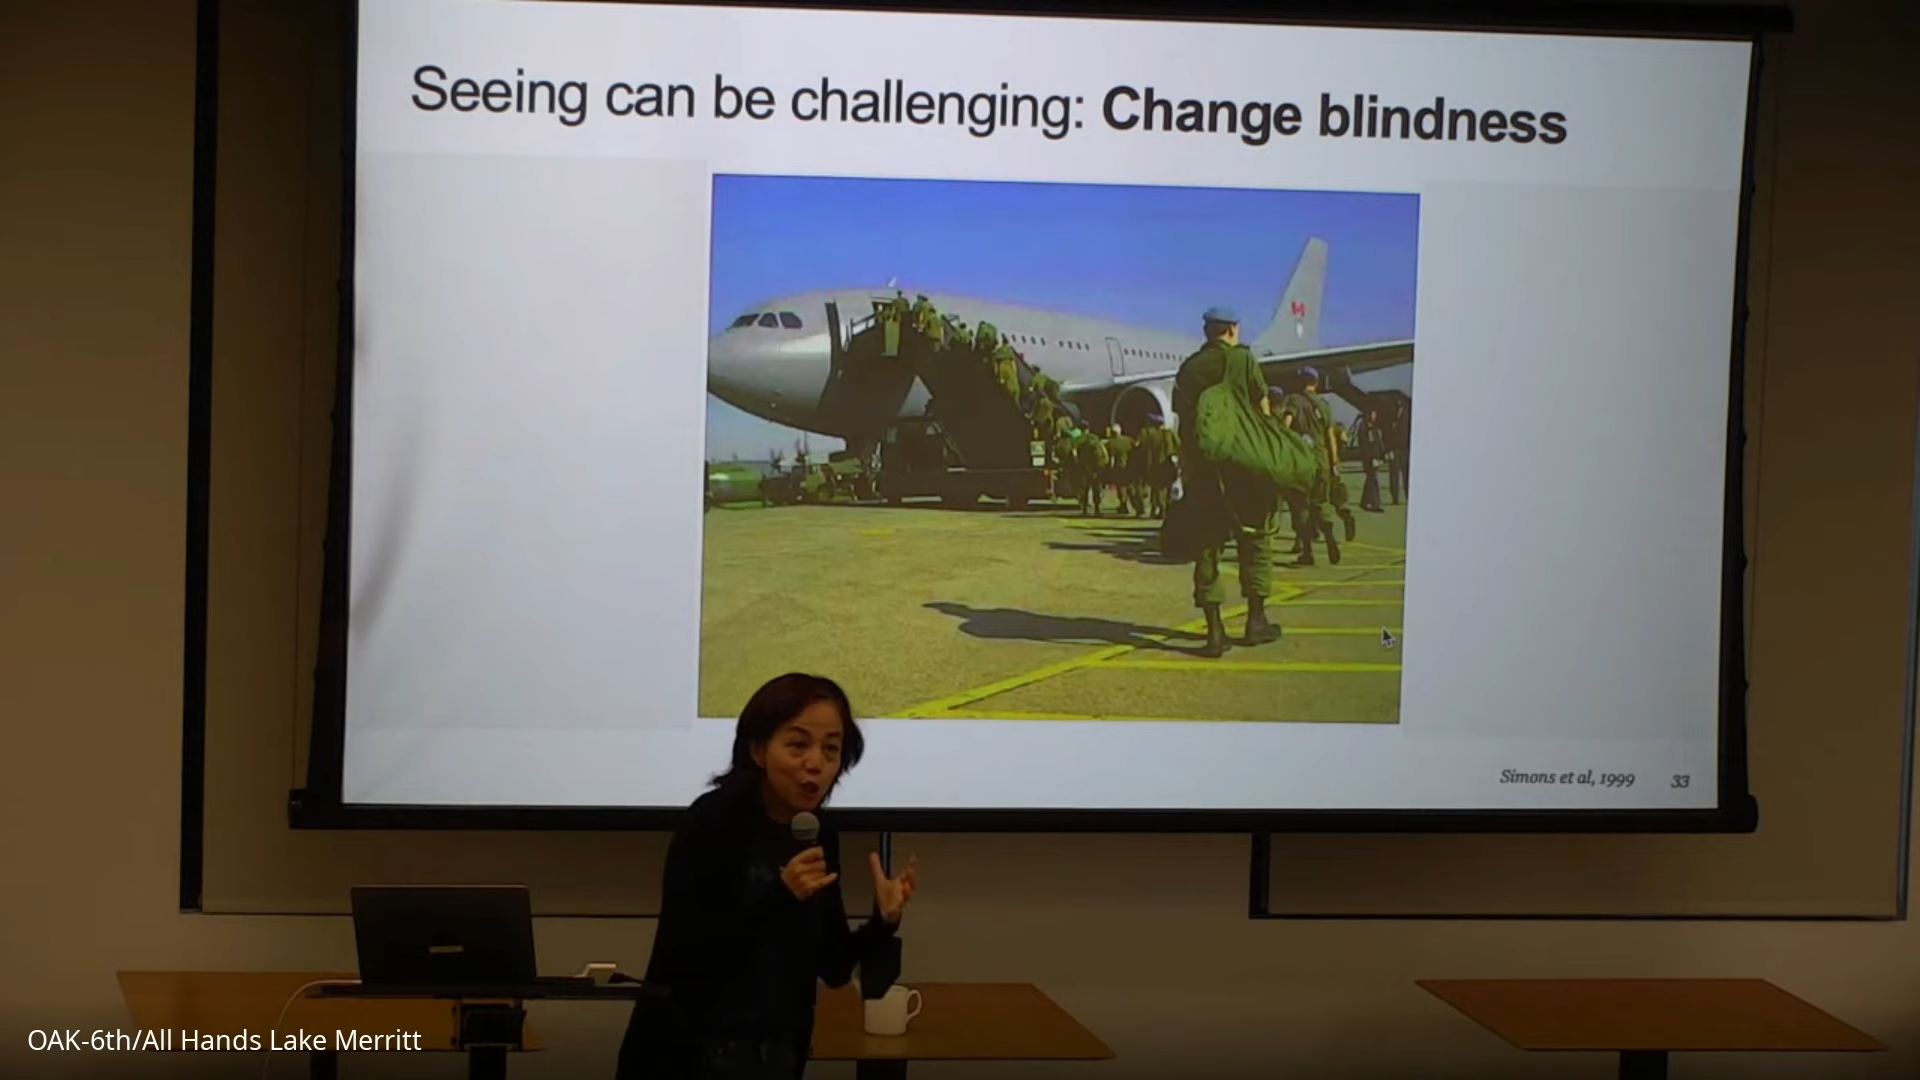 Seeing can be challenging: Change blindness
Simons et al, 1999
33
OAK-6th/All Hands Lake Merritt